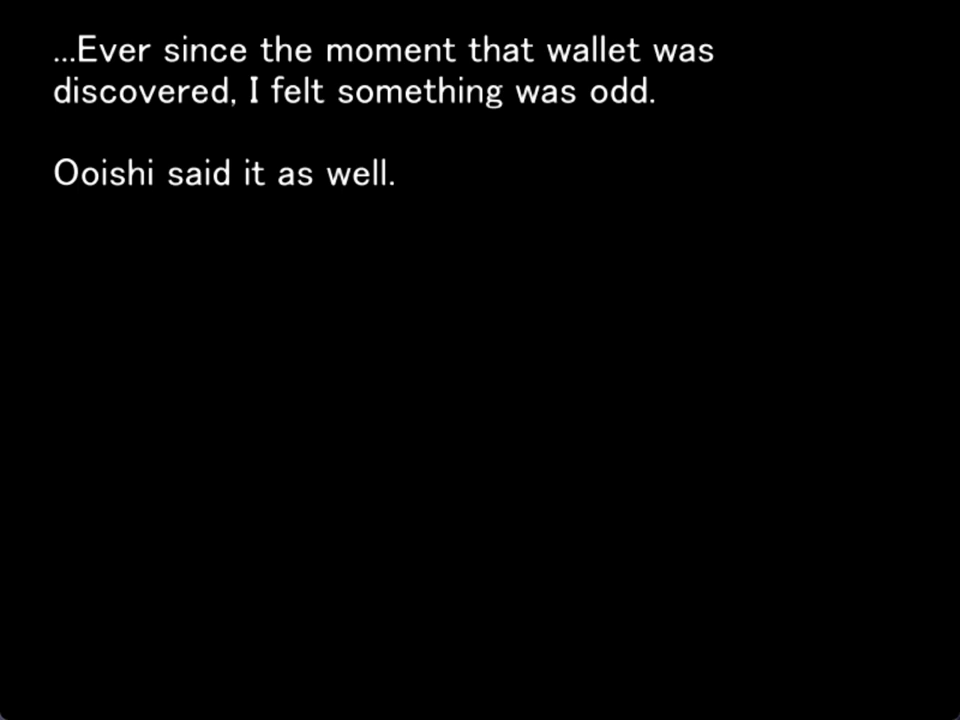 ...Ever since the moment that wallet was
discovered, I felt something was odd.
Ooishi said it as well.